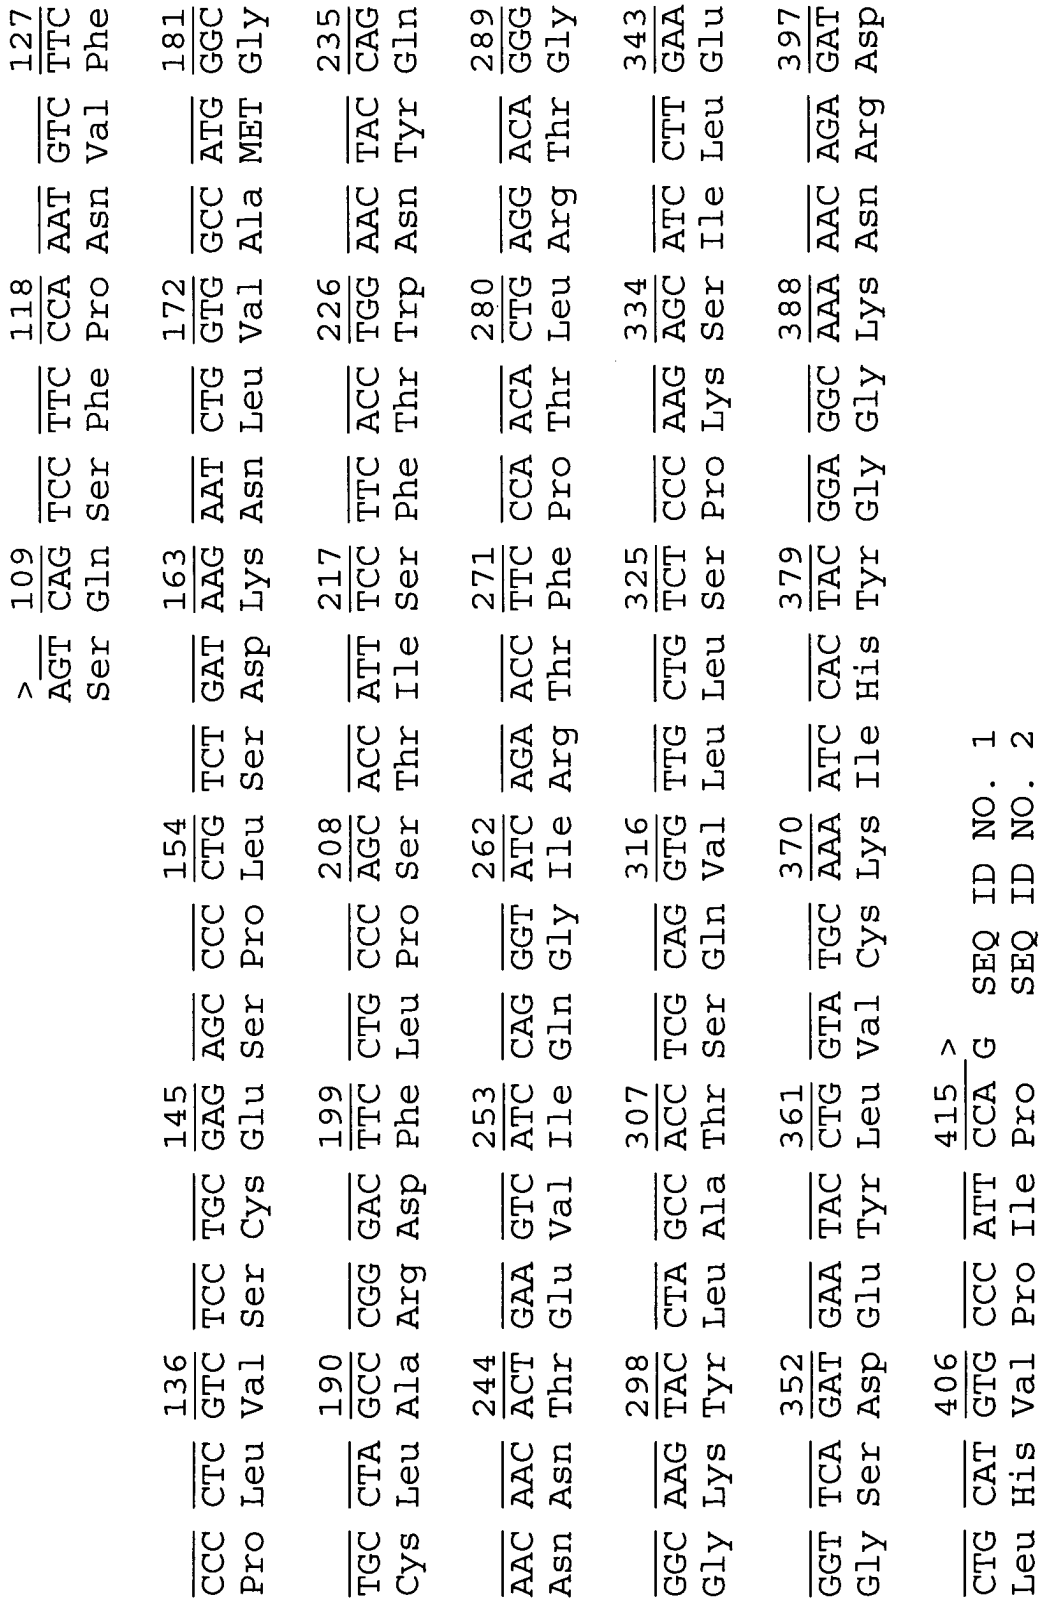 > 109 118 127
AGT CAG TCC TTC CCA AAT GTC TTC
Ser Gln Ser Phe Pro Asn Val Phe
136 145 154 163 172 181
CCC CTC GTC TCC TGC GAG AGC CCC CTG TCT GAT AAG AAT CTG GTG GCC ATG GGC
Pro Leu Val Ser Cys Glu Ser Pro Leu Ser Asp Lys Asn Leu Val Ala MET Gly
190 199 208 217 226 235
TGC CTA GCC CGG GAC TTC CTG CCC AGC ACC ATT TCC TTC ACC TGG AAC TAC CAG
Cys Leu Ala Arg Asp Phe Leu Pro Ser Thr Ile Ser Phe Thr Trp Asn Tyr Gln
244 253 262 271 280 289
AAC AAC ACT GAA GTC ATC CAG GGT ATC AGA ACC TTC CCA ACA CTG AGG ACA GGG
Asn Asn Thr Glu Val Ile Gln Gly Ile Arg Thr Phe Pro Thr Leu Arg Thr Gly
298 307 316 325 334 343
GGC AAG TAC CTA GCC ACC TCG CAG GTG TTG CTG TCT CCC AAG AGC ATC CTT GAA
Gly Lys Tyr Leu Ala Thr Ser Gln Val Leu Leu Ser Pro Lys Ser Ile Leu Glu
352 361 370 379 388 397
GGT TCA GAT GAA TAC CTG GTA TGC AAA ATC CAC TAC GGA GGC AAA AAC AGA GAT
Gly Ser Asp Glu Tyr Leu Val Cys Lys Ile His Tyr Gly Gly Lys Asn Arg Asp
406 415 >
CTG CAT GTG CCC ATT CCA G SEQ ID NO. 1
Leu His Val Pro Ile Pro SEQ ID NO. 2